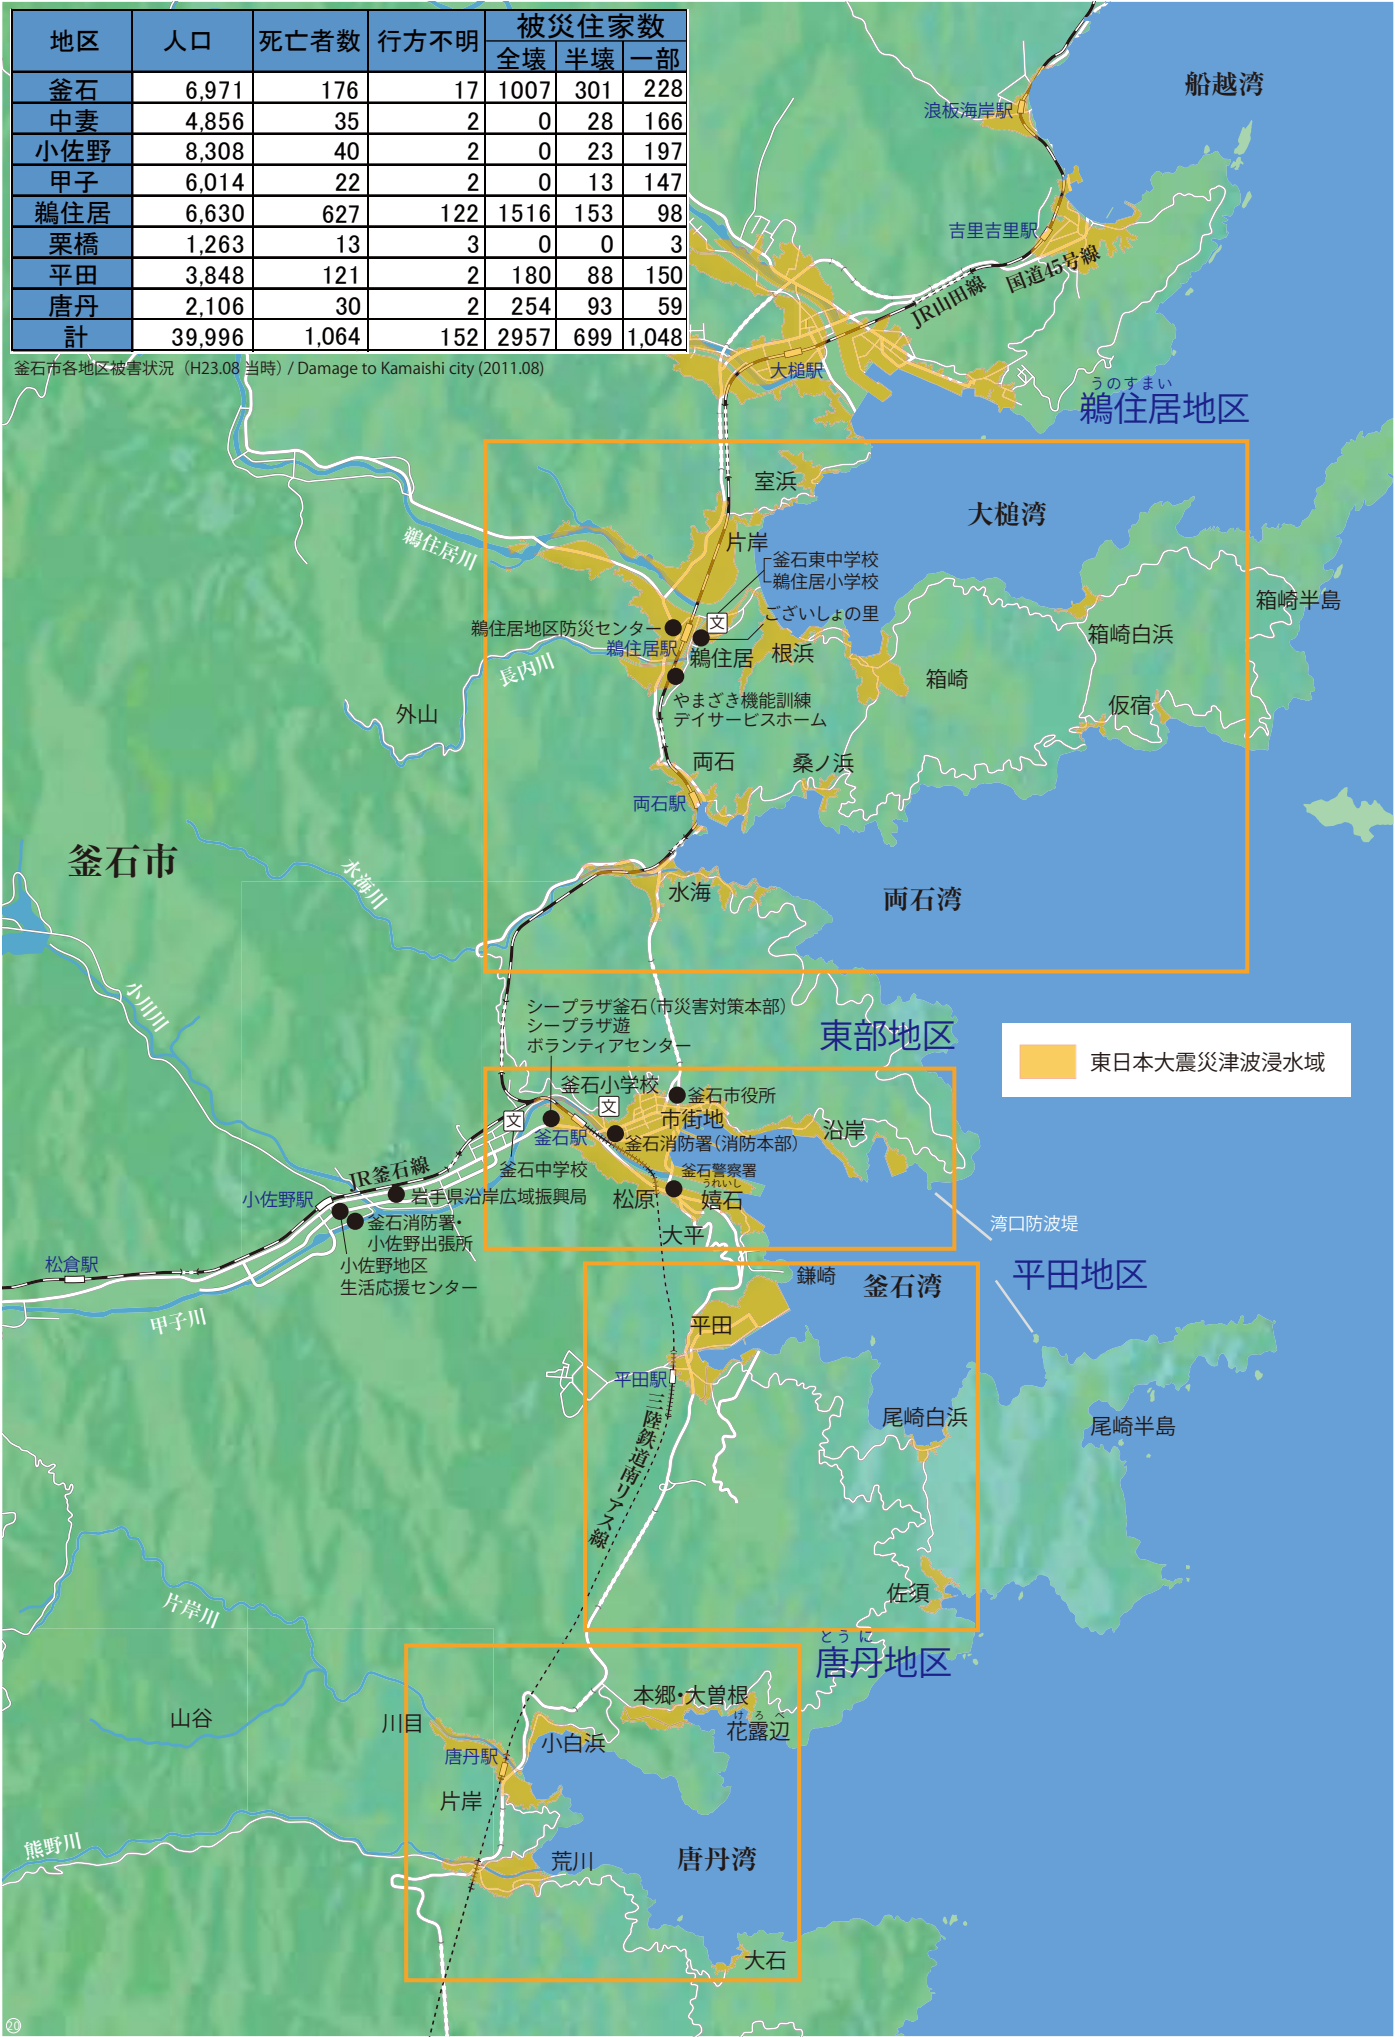 地区 人口 死亡者数 行方不明 被災住家数
全壊 半壊 一部
釜石 6,971 176 17 1007 301 228
中妻 4,856 35 2 0 28 166
小佐野 8,308 40 2 0 23 197
甲子 6,014 22 2 0 13 147
鵜住居 6,630 627 122 1516 153 98
栗橋 1,263 13 3 0 0 3
平田 3,848 121 2 180 88 150
唐丹 2,106 30 2 254 93 59
計 39,996 1,064 152 2957 699 1,048
釜石市各地区被害状況（H23.08 当時）/ Damage to Kamaishi city (2011.08)
船越湾
浪板海岸駅
吉里吉里駅
国道45号線
JR山田線
大槌駅
うのすまい
鵜住居地区
室浜
大槌湾
片岸
鵜住居川
釜石東中学校
鵜住居小学校
箱崎半島
ございしょの里
鵜住居地区防災センター
箱崎白浜
鵜住居駅
鵜住居
根浜
長内川
箱崎
やまざき機能訓練
デイサービスホーム
仮宿
外山
両石
桑ノ浜
両石駅
釜石市
水海川
水海
両石湾
小川川
シープラザ釜石（市災害対策本部）
シープラザ遊
ボランティアセンター
東部地区
東日本大震災津波浸水域
釜石小学校
文
文
文
釜石市役所
市街地
沿岸
釜石駅
釜石消防署（消防本部）
釜石中学校
釜石警察署
うれいし
嬉石
松原
JR釜石線
岩手県沿岸広域振興局
小佐野駅
釜石消防署・
小佐野出張所
大平
湾口防波堤
松倉駅
小佐野地区
生活応援センター
平田地区
鎌崎
釜石湾
甲子川
平田
平田駅
三陸鉄道南リアス線
尾崎白浜
尾崎半島
佐須
片岸川
とうに
唐丹地区
本郷・大曽根
けろべ
花露辺
山谷
川目
小白浜
唐丹駅
片岸
熊野川
荒川
唐丹湾
大石
20